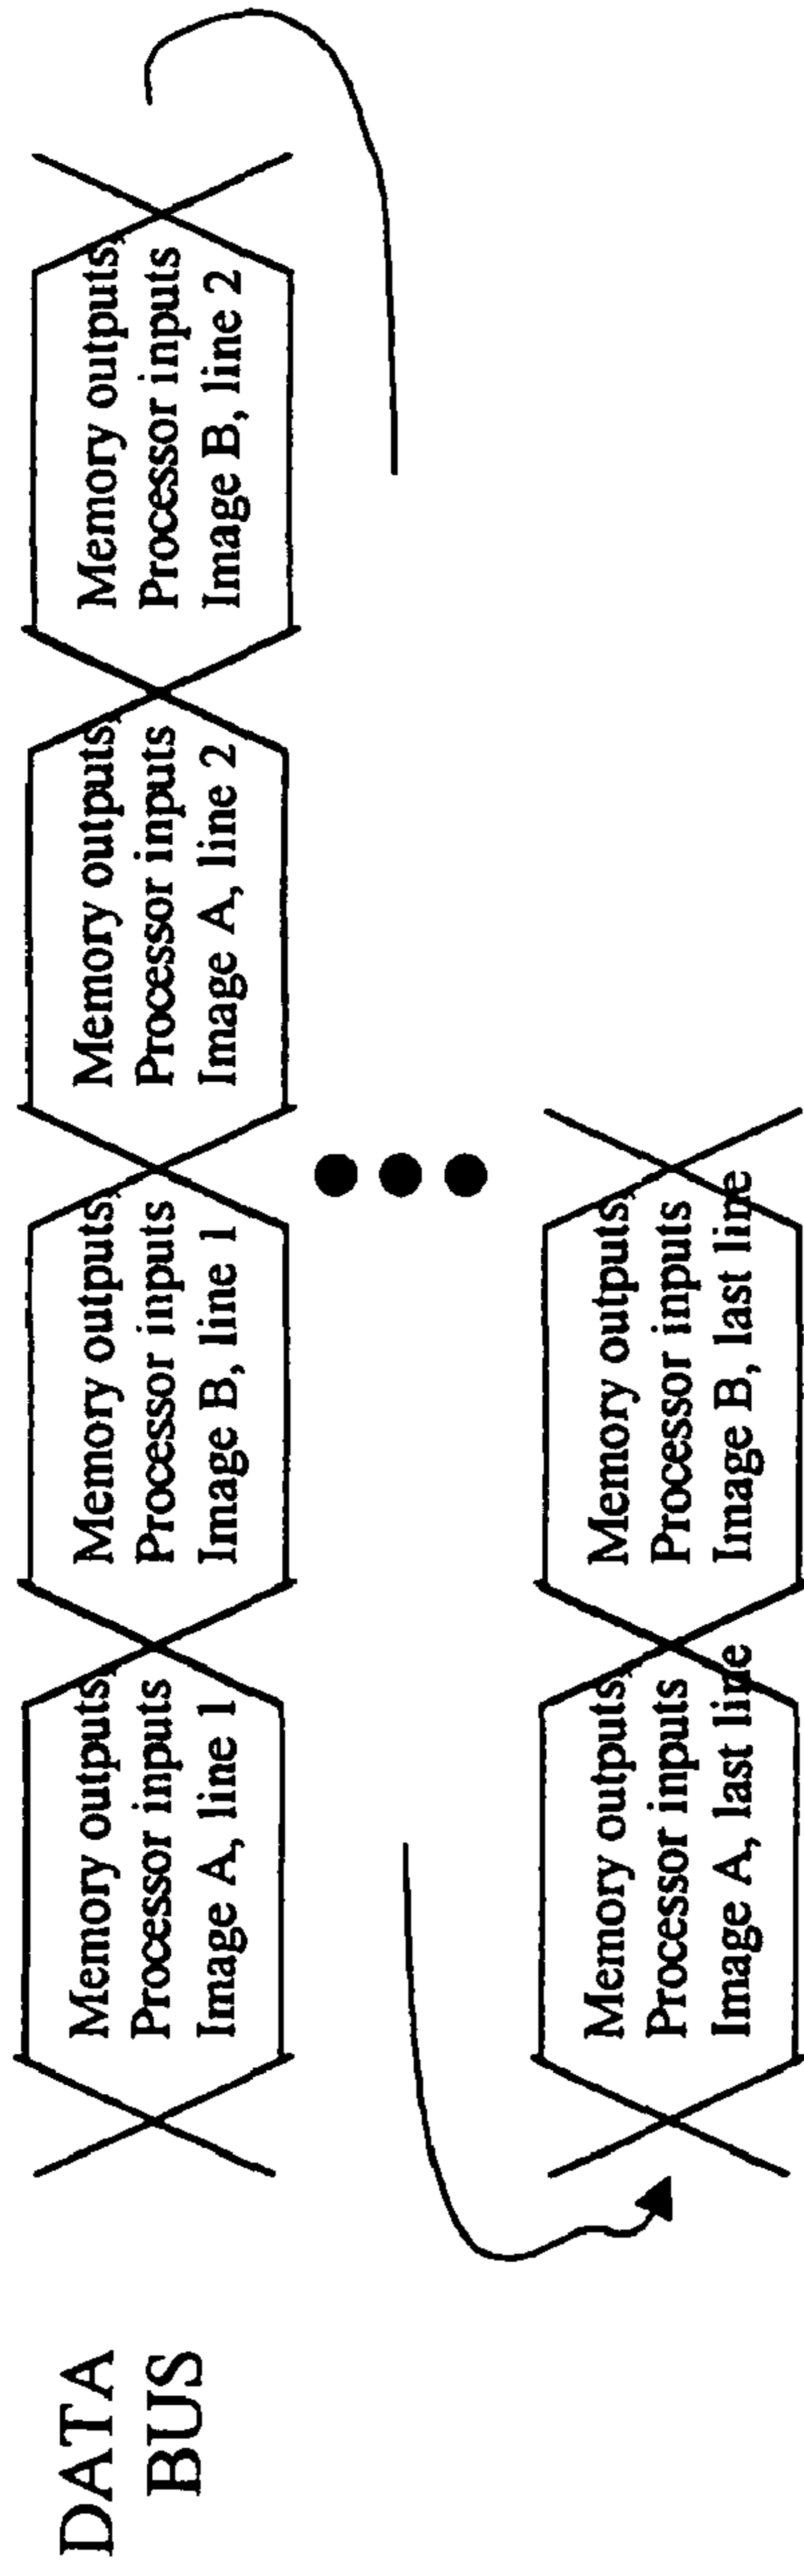 DATA
BUS
Memory outputs,
Processor inputs
Image A, line 1
Memory outputs,
Processor inputs
Image B, line 1
Memory outputs,
Processor inputs
Image A, line 2
Memory outputs,
Processor inputs
Image B, line 2
Memory outputs,
Processor inputs
Image A, last line
Memory outputs,
Processor inputs
Image B, last line